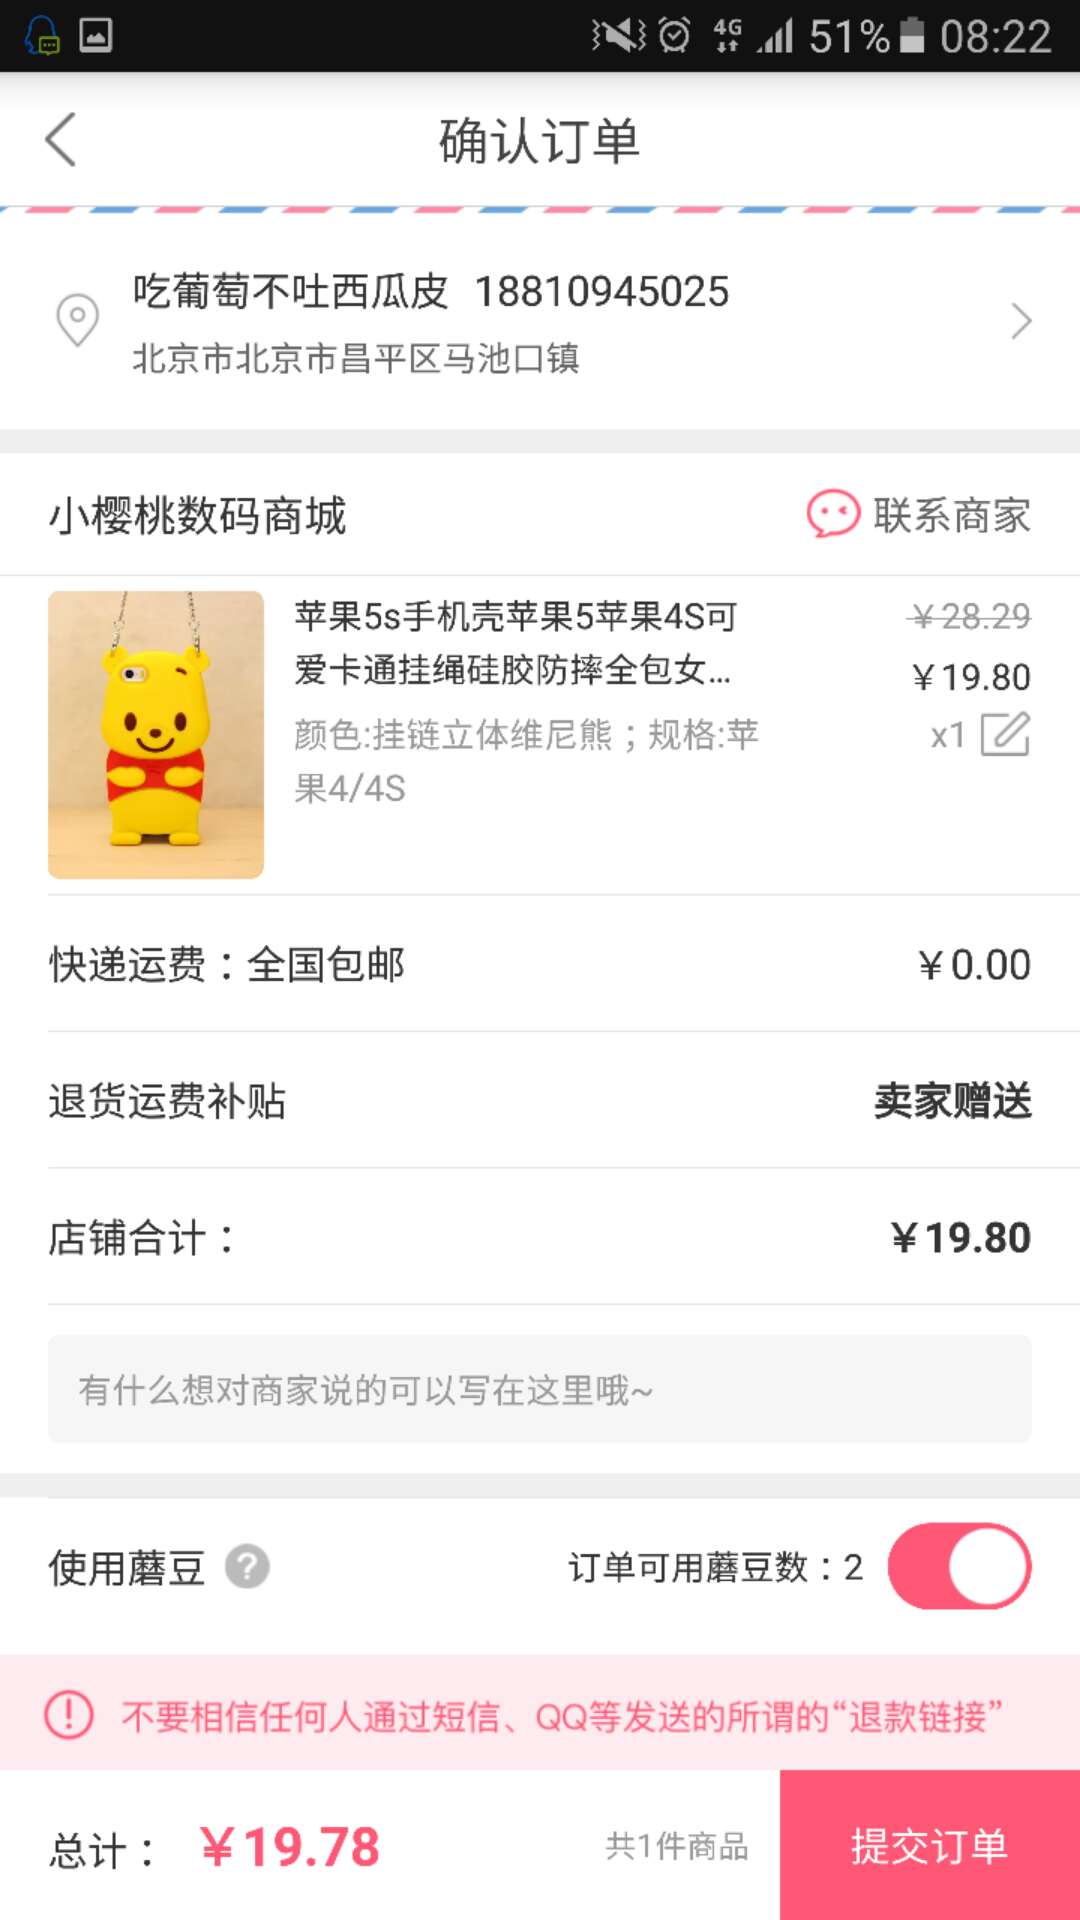 4G 51% 08:22
确认订单
吃葡萄不吐西瓜皮 18810945025
北京市北京市昌平区马池口镇
小樱桃数码商城 联系商家
苹果5s手机壳苹果5苹果4S可 ¥28.29
爱卡通挂绳硅胶防摔全包女... ¥19.80
颜色:挂链立体维尼熊；规格:苹 x1
果4/4S
快递运费：全国包邮 ¥0.00
退货运费补贴 卖家赠送
店铺合计： ¥19.80
有什么想对商家说的可以写在这里哦~
使用蘑豆 ? 订单可用蘑豆数：2
不要相信任何人通过短信、QQ等发送的所谓的“退款链接”
总计： ¥19.78 共1件商品 提交订单